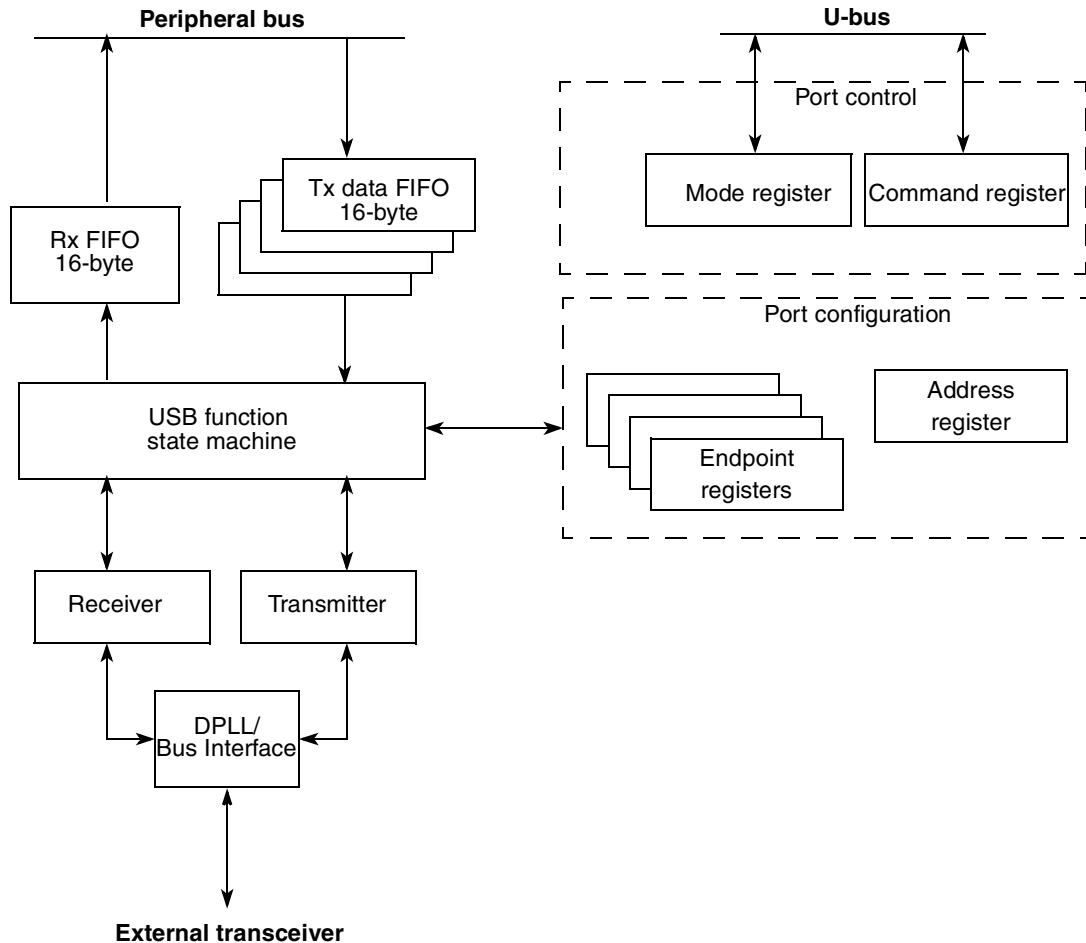 Peripheral bus
U-bus
Port control
Tx data FIFO
16-byte
Mode register
Command register
Rx FIFO
16-byte
Port configuration
USB function
state machine
Address
register
Endpoint
registers
Receiver
Transmitter
DPLL/
Bus Interface
External transceiver